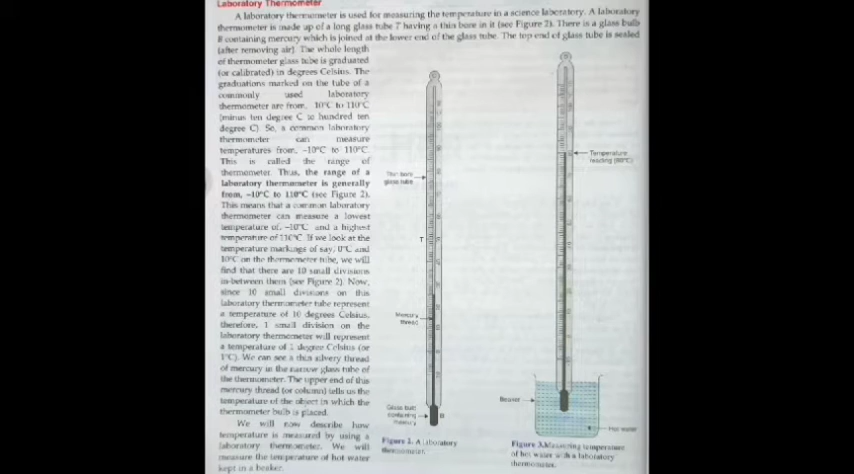 Laboratory Thermometer
A laboratory thermometer is used for measuring the temperature in a science laboratory. A laboratory
thermometer is made up of a long glass tube T having a thin bore in it (see Figure 2). There is a glass bulb
B containing mercury which is joined at the lower end of the glass tube. The top end of glass tube is sealed
(after removing air). The whole length
of thermometer glass tube is graduated
(or calibrated) in degrees Celsius. The
graduations marked on the tube of a
commonly used laboratory
thermometer are from, 10°C to 110°C
(minus ten degree C to hundred ten
degree C). So, a common laboratory
thermometer can measure
temperatures from, -10°C to 110°C.
This is called the range of
thermometer. Thus, the range of a
laboratory thermometer is generally
from, -10°C to 110°C (see Figure 2).
This means that a common laboratory
thermometer can measure a lowest
temperature of, -10°C and a highest
temperature of 110°C. If we look at the
temperature markings of say, 0°C and
10°C on the thermometer tube, we will
find that there are 10 small divisions
in-between them (see Figure 2). Now,
since 10 small divisions on this
laboratory thermometer tube represent
a temperature of 10 degrees Celsius,
therefore, 1 small division on the
laboratory thermometer will represent
a temperature of 1 degree Celsius (or
1°C). We can see a thin silvery thread
of mercury in the narrow glass tube of
the thermometer. The upper end of this
mercury thread (or column) tells us the
temperature of the object in which the
thermometer bulb is placed.
We will now describe how
temperature is measured by using a
laboratory thermometer. We will
measure the temperature of hot water
kept in a beaker.
glass tube
T
Mercury
thread
Glass bulb
containing
mercury
B
Figure 2. A laboratory
thermometer.
Temperature
reading (80°C)
Beaker
Hot water
Figure 3. Measuring temperature
of hot water with a laboratory
thermometer.